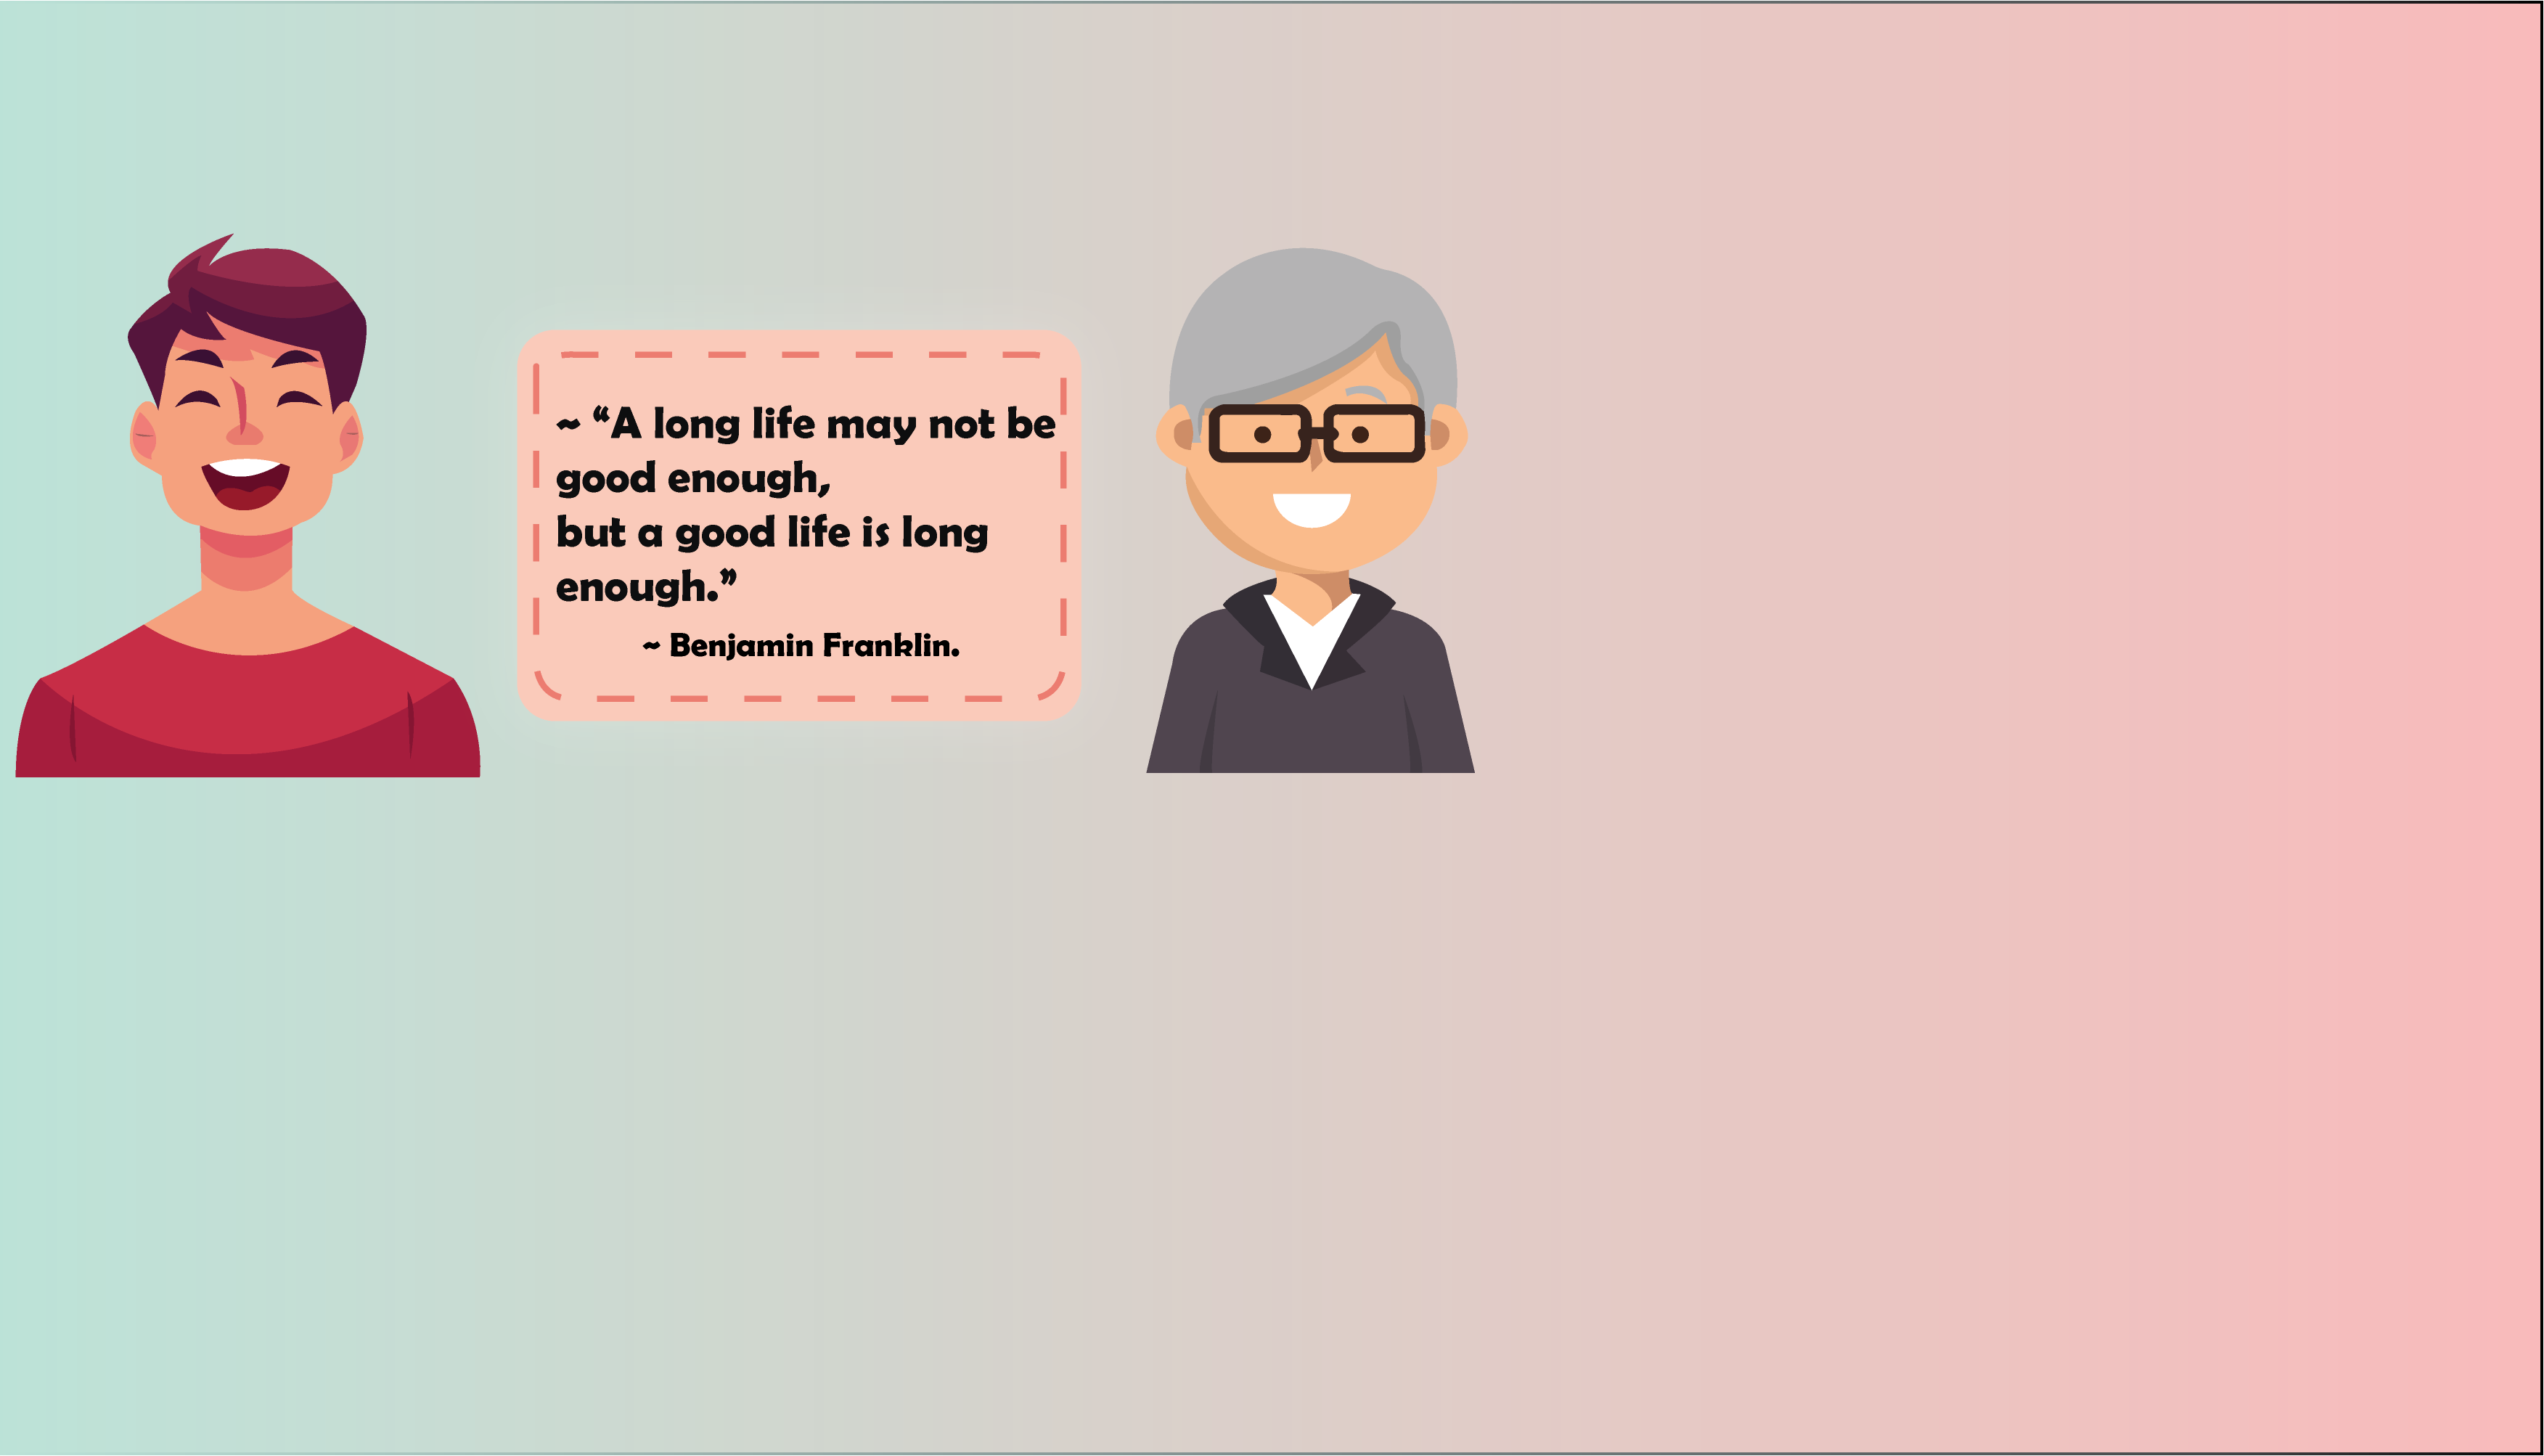 ~ “A long life may not be
good enough,
but a good life is long
enough.”
~ Benjamin Franklin.